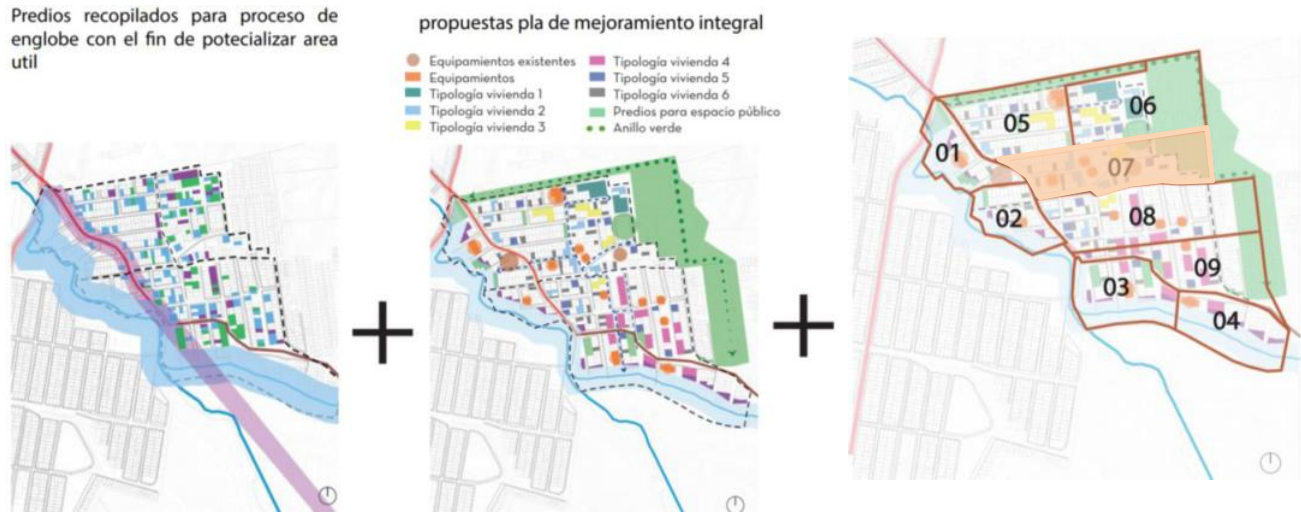 Predios recopilados para proceso de
englobe con el fin de potecializar area
util
propuestas pla de mejoramiento integral
Equipamientos existentes
Equipamientos
Tipología vivienda 1
Tipología vivienda 2
Tipología vivienda 3
Tipología vivienda 4
Tipología vivienda 5
Tipología vivienda 6
Predios para espacio público
Anillo verde
01
02
03
04
05
06
07
08
09